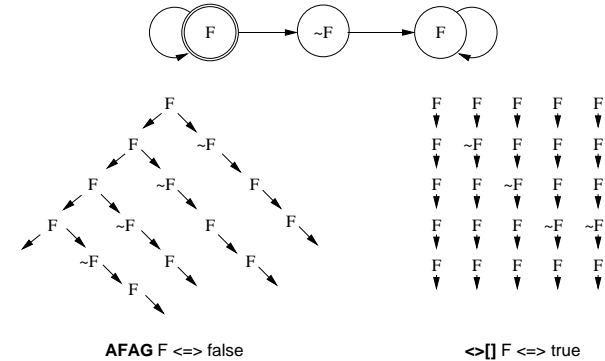 F ~F F
F
F ~F
F ~F F
F ~F F F
~F F F
F
F F F F F
F ~F F F F
F F ~F F F
F F F ~F ~F
F F F F F
AFAG F <=> false
<>[] F <=> true